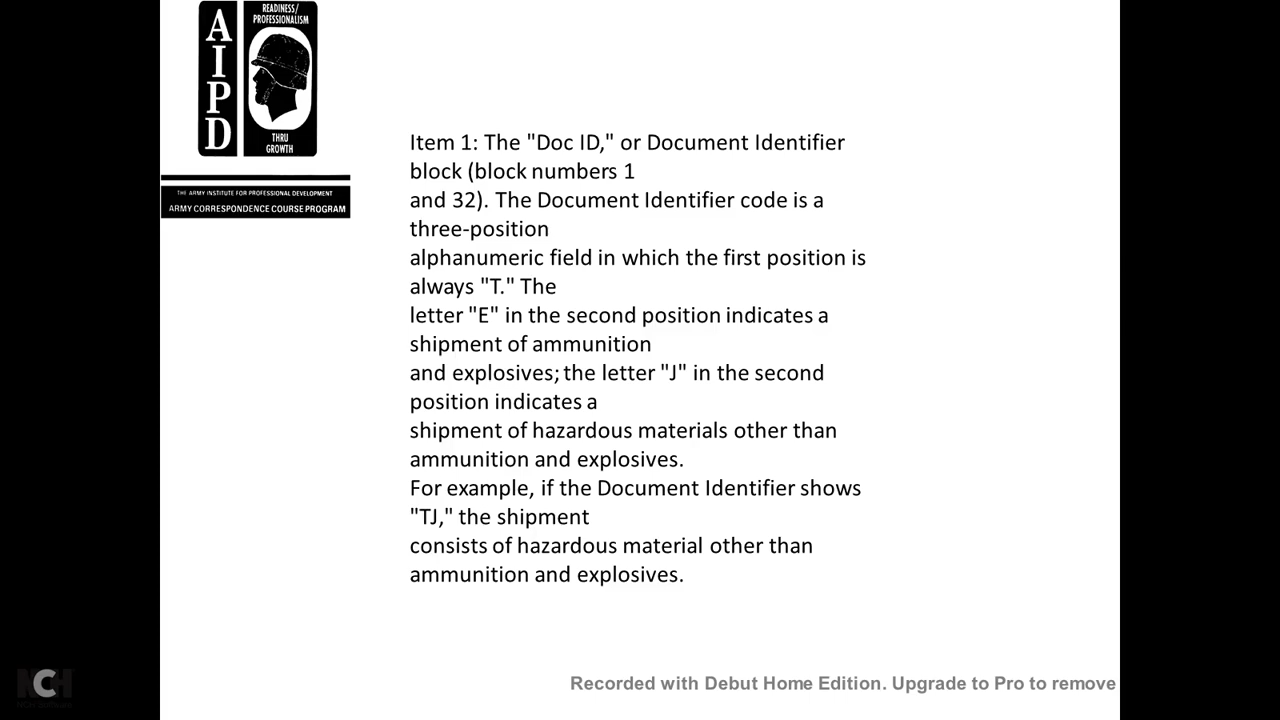 AIPD
READINESS/
PROFESSIONALISM
THRU
GROWTH
THE ARMY INSTITUTE FOR PROFESSIONAL DEVELOPMENT
ARMY CORRESPONDENCE COURSE PROGRAM
Item 1: The "Doc ID," or Document Identifier
block (block numbers 1
and 32). The Document Identifier code is a
three-position
alphanumeric field in which the first position is
always "T." The
letter "E" in the second position indicates a
shipment of ammunition
and explosives; the letter "J" in the second
position indicates a
shipment of hazardous materials other than
ammunition and explosives.
For example, if the Document Identifier shows
"TJ," the shipment
consists of hazardous material other than
ammunition and explosives.
NCH
NCH Software
Recorded with Debut Home Edition. Upgrade to Pro to remove